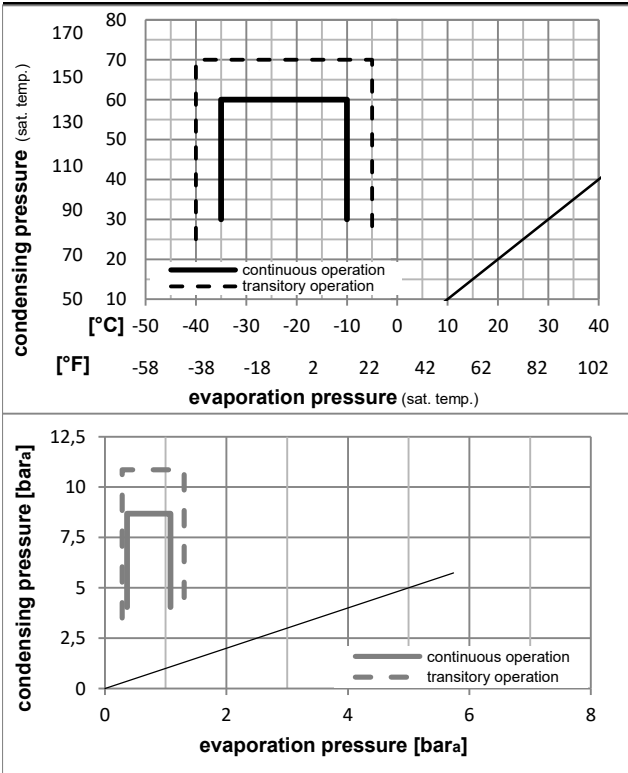 condensing pressure (sat. temp.)
170 80
70
150 60
130 50
110 40
90 30
70 20
50 10
continuous operation
transitory operation
[°C] -50 -40 -30 -20 -10 0 10 20 30 40
[°F] -58 -38 -18 2 22 42 62 82 102
evaporation pressure (sat. temp.)
condensing pressure [bara]
12,5
10
7,5
5
2,5
0
continuous operation
transitory operation
0 2 4 6 8
evaporation pressure [bara]